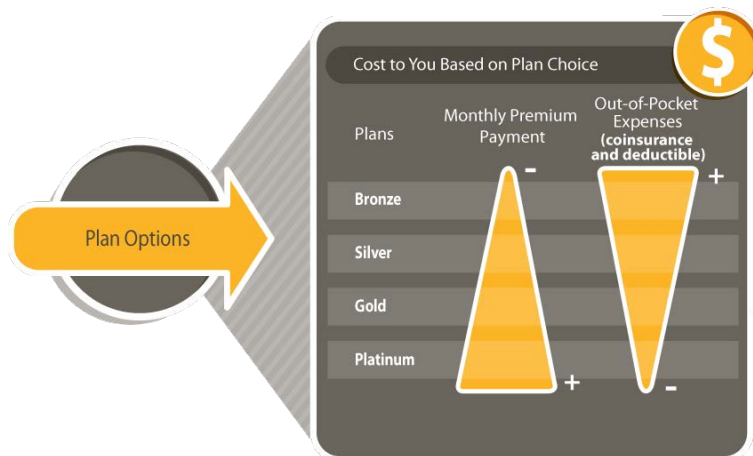 $
Cost to You Based on Plan Choice
Plans
Monthly Premium
Payment
Out-of-Pocket
Expenses
(coinsurance
and deductible)
-
+
Bronze
Plan Options
Silver
Gold
Platinum
+
-